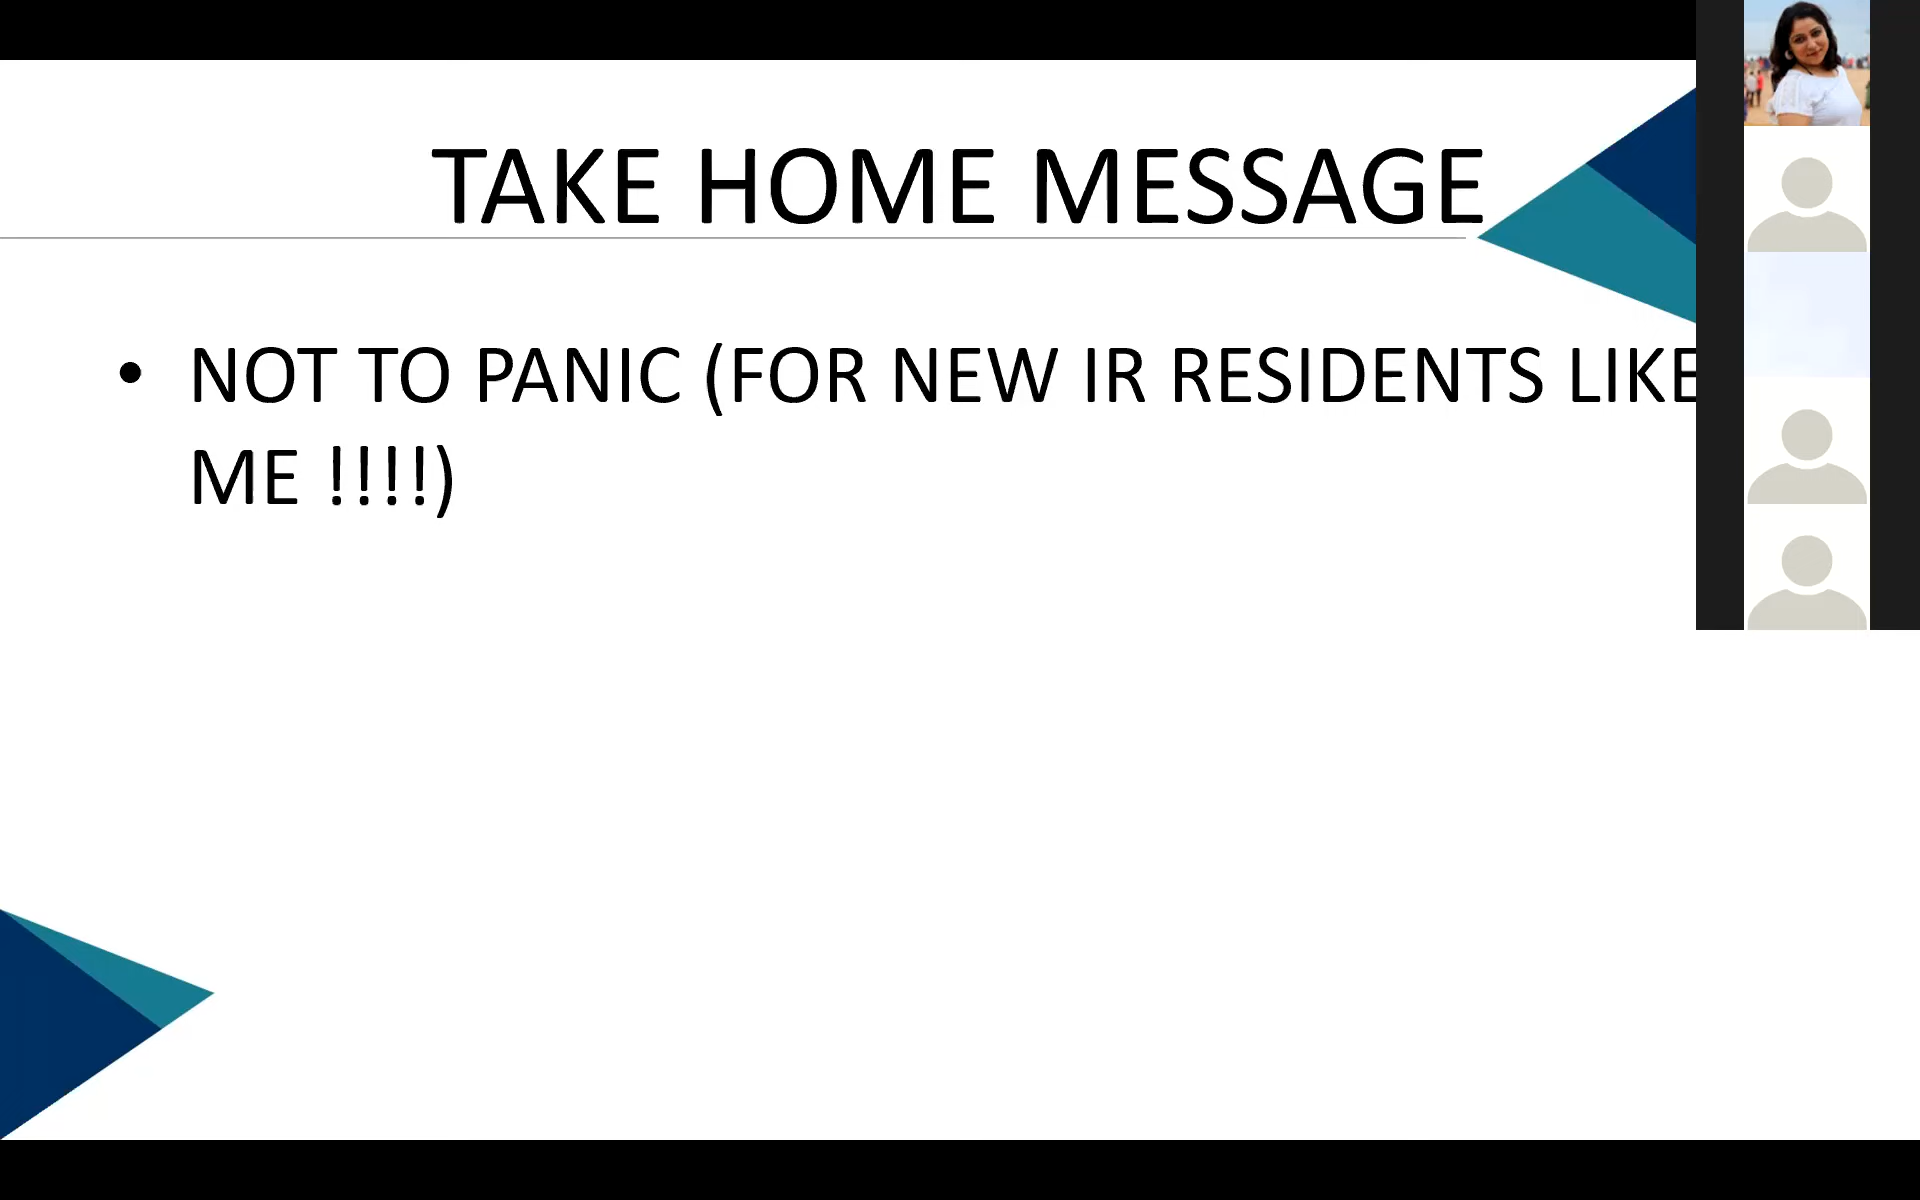 TAKE HOME MESSAGE
• NOT TO PANIC (FOR NEW IR RESIDENTS LIKE
ME !!!!)